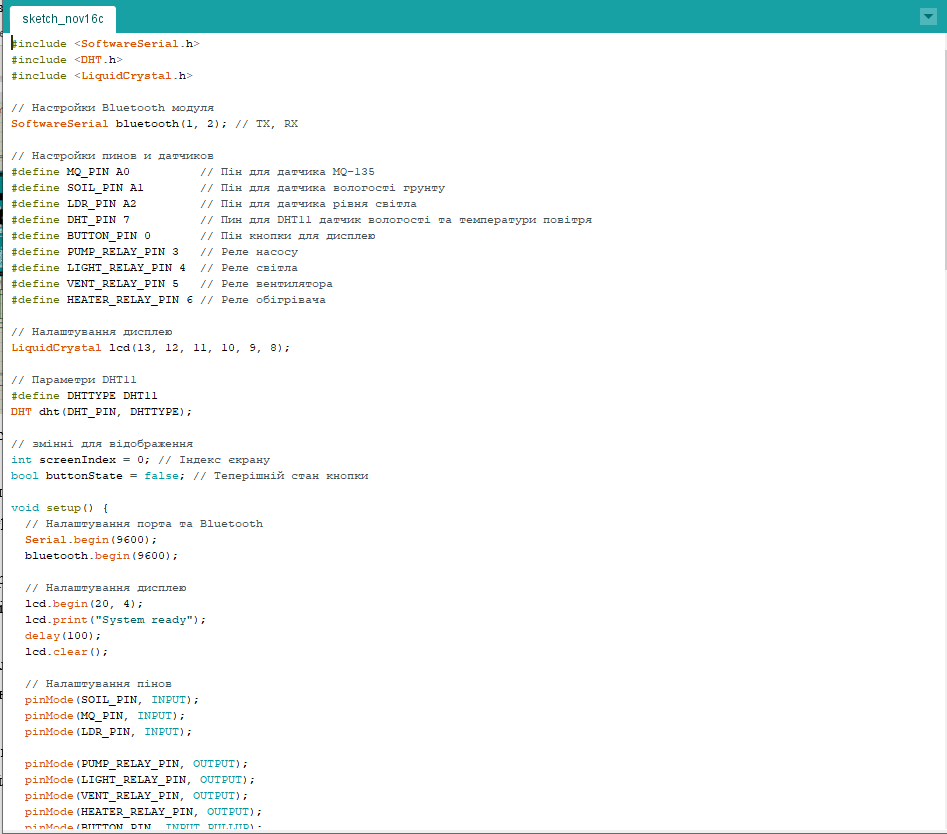 sketch_nov16c
#include <SoftwareSerial.h>
#include <DHT.h>
#include <LiquidCrystal.h>
// Настройки Bluetooth модуля
SoftwareSerial bluetooth(1, 2); // TX, RX
// Настройки пинов и датчиков
#define MQ_PIN A0 // Пін для датчика MQ-135
#define SOIL_PIN A1 // Пін для датчика вологості грунту
#define LDR_PIN A2 // Пін для датчика рівня світла
#define DHT_PIN 7 // Пин для DHT11 датчик вологості та температури повітря
#define BUTTON_PIN 0 // Пін кнопки для дисплею
#define PUMP_RELAY_PIN 3 // Реле насосу
#define LIGHT_RELAY_PIN 4 // Реле світла
#define VENT_RELAY_PIN 5 // Реле вентилятора
#define HEATER_RELAY_PIN 6 // Реле обігрівача
// Налаштування дисплею
LiquidCrystal lcd(13, 12, 11, 10, 9, 8);
// Параметри DHT11
#define DHTTYPE DHT11
DHT dht(DHT_PIN, DHTTYPE);
// змінні для відображення
int screenIndex = 0; // Індекс єкрану
bool buttonState = false; // Теперішній стан кнопки
void setup() {
// Налаштування порта та Bluetooth
Serial.begin(9600);
bluetooth.begin(9600);
// Налаштування дисплею
lcd.begin(20, 4);
lcd.print("System ready");
delay(100);
lcd.clear();
// Налаштування пінов
pinMode(SOIL_PIN, INPUT);
pinMode(MQ_PIN, INPUT);
pinMode(LDR_PIN, INPUT);
pinMode(PUMP_RELAY_PIN, OUTPUT);
pinMode(LIGHT_RELAY_PIN, OUTPUT);
pinMode(VENT_RELAY_PIN, OUTPUT);
pinMode(HEATER_RELAY_PIN, OUTPUT);
pinMode(BUTTON_PIN, INPUT_PULLUP);